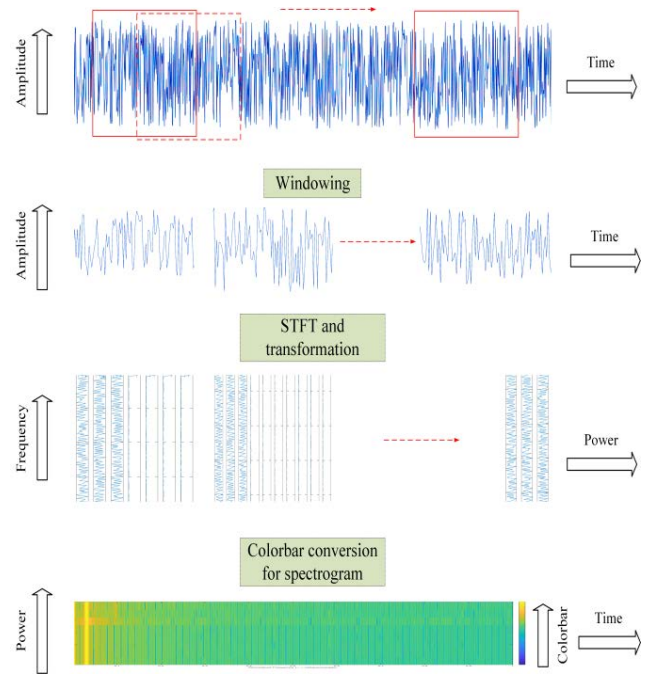 Amplitude
Time
Windowing
Amplitude
Time
STFT and
transformation
Frequency
Power
Colorbar conversion
for spectrogram
Power
Colorbar
Time